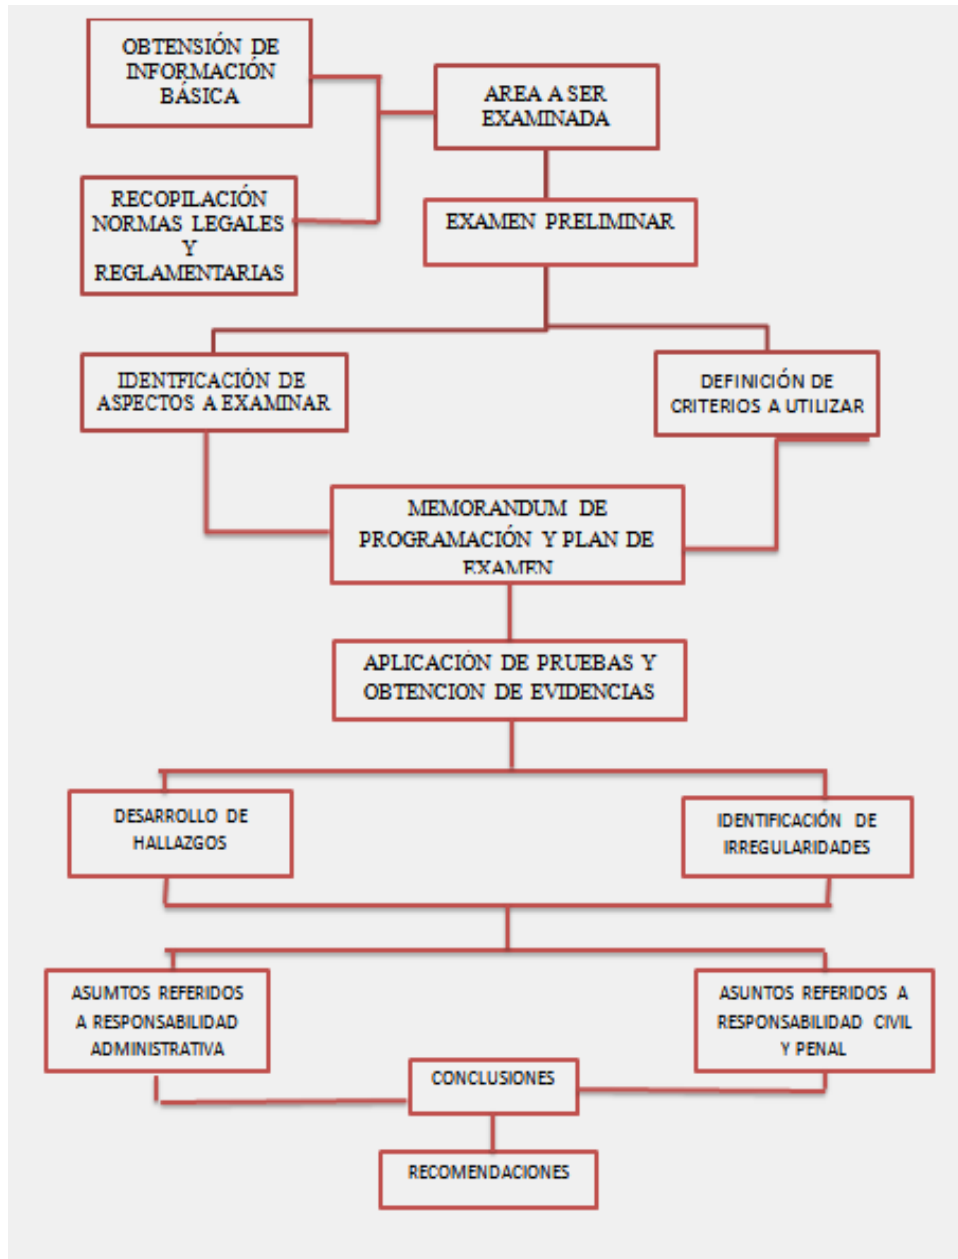 OBTENSIÓN DE
INFORMACIÓN
BÁSICA
AREA A SER
EXAMINADA
RECOPILACIÓN
NORMAS LEGALES
Y
REGLAMENTARIAS
EXAMEN PRELIMINAR
IDENTFICACIÓN DE
ASPECTOS A EXAMINAR
DEFINICIÓN DE
CRITERIOS A UTILIZAR
MEMORANDUM DE
PROGRAMACIÓN Y PLAN DE
EXAMEN
APLICACIÓN DE PRUEBAS Y
OBTENCION DE EVIDENCIAS
DESARROLLO DE
HALLAZGOS
IDENTIFICACIÓN DE
IRREGULARIDADES
ASUMTOS REFERIDOS
A RESPONSABILIDAD
ADMINISTRATIVA
ASUNTOS REFERIDOS A
RESPONSABILIDAD CIVIL
Y PENAL
CONCLUSIONES
RECOMENDACIONES